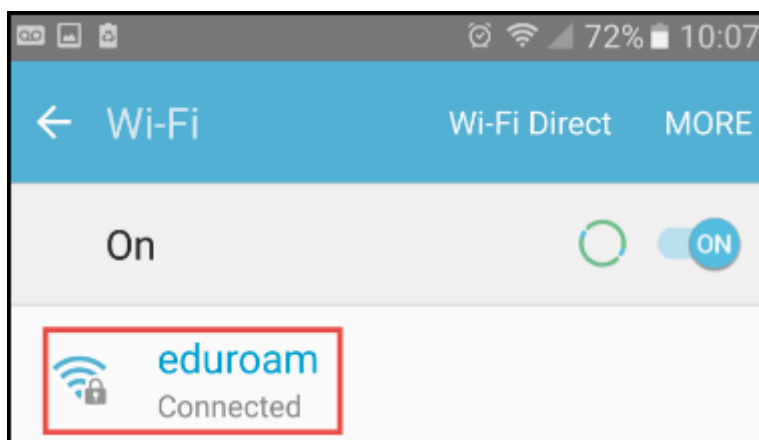 72% 10:07
Wi-Fi Wi-Fi Direct MORE
On ON
eduroam
Connected